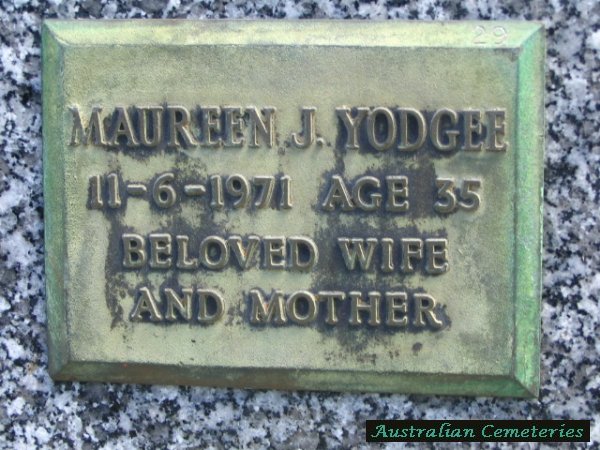 29
MAUREEN J. YODGEE
11-6-1971 AGE 35
BELOVED WIFE
AND MOTHER
Australian Cemeteries